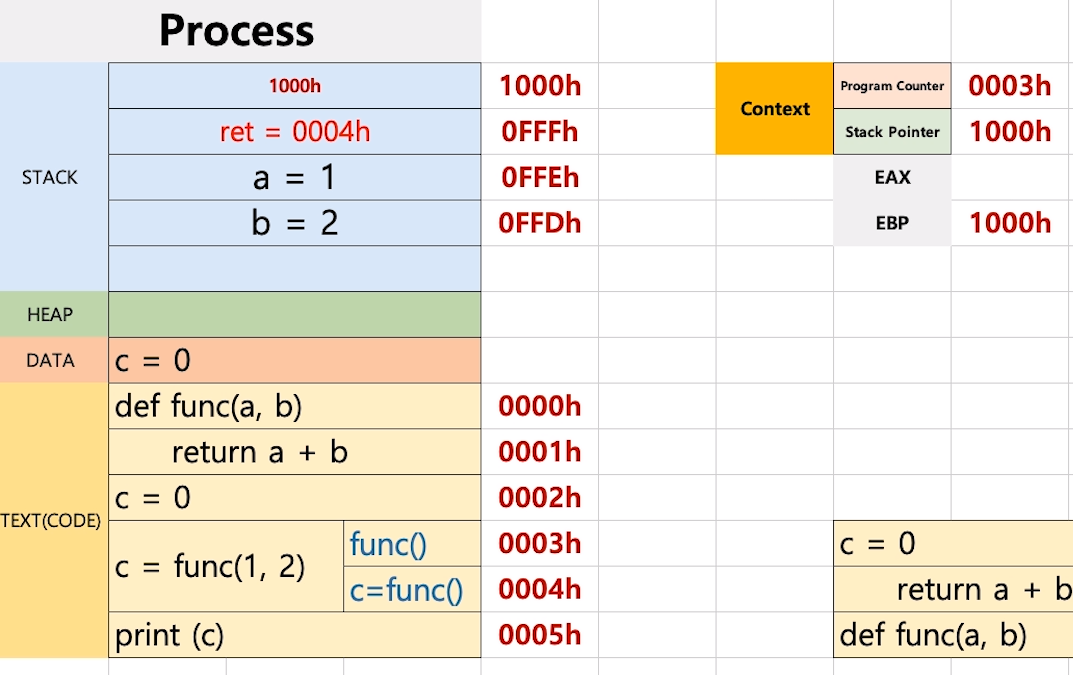 Process
1000h 1000h Context Program Counter 0003h
ret = 0004h 0FFFh Stack Pointer 1000h
STACK a = 1 0FFEh EAX
b = 2 0FFDh EBP 1000h
HEAP
DATA c = 0
def func(a, b) 0000h
return a + b 0001h
TEXT(CODE) c = 0 0002h
c = func(1, 2) func() 0003h c = 0
c=func() 0004h return a + b
print (c) 0005h def func(a, b)